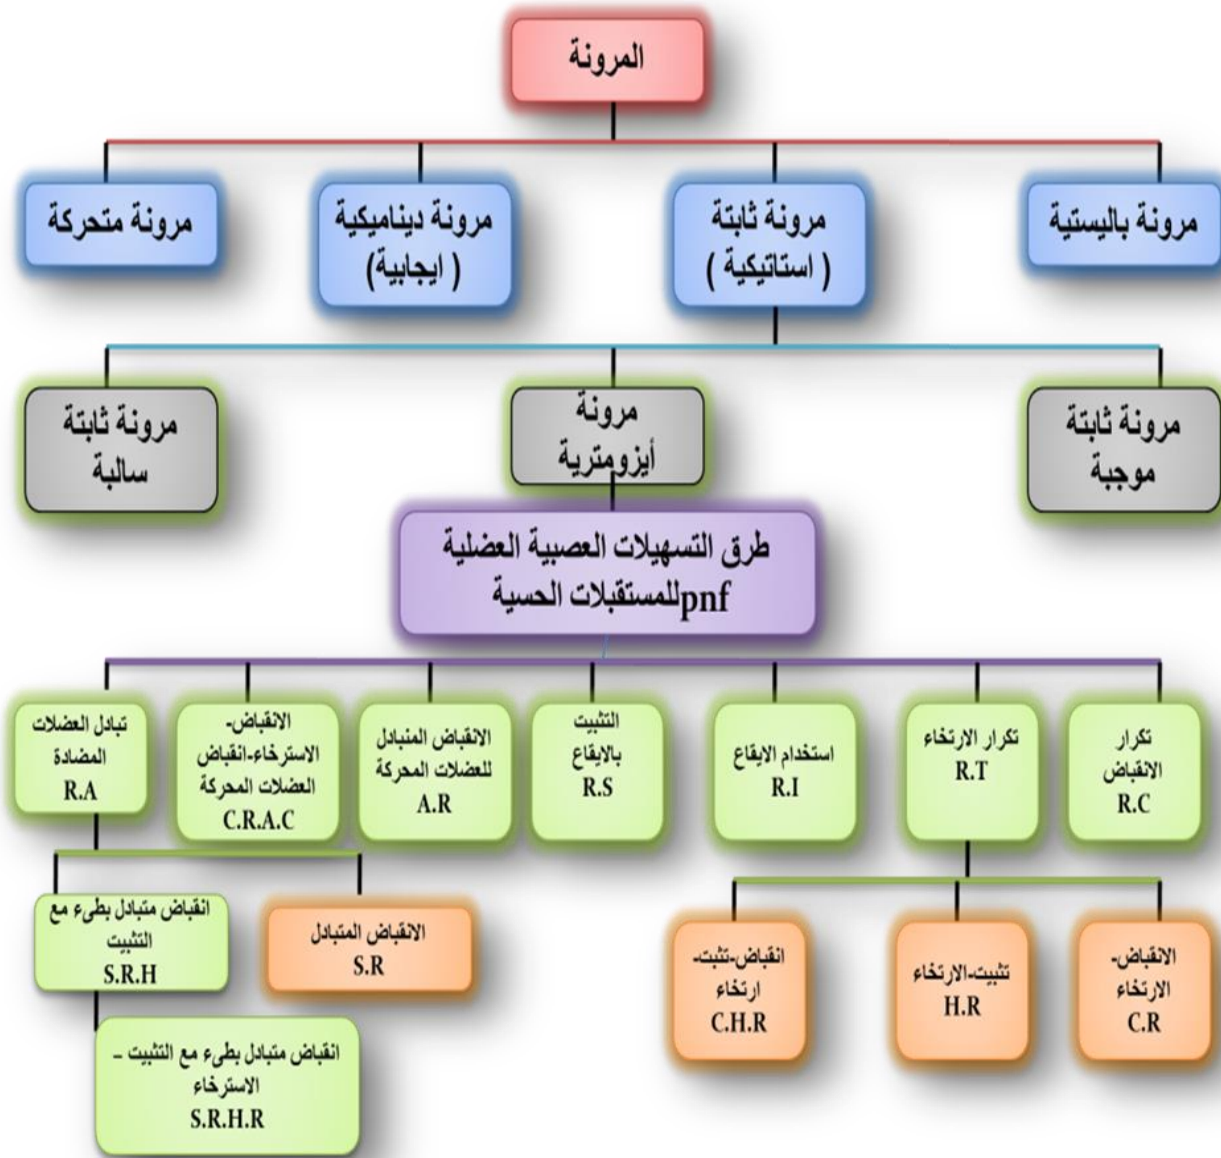 المرونة
مرونة باليستية
مرونة ثابتة
( استاتيكية )
مرونة ديناميكية
( ايجابية)
مرونة متحركة
مرونة ثابتة
موجبة
مرونة
أيزومترية
مرونة ثابتة
سالبة
طرق التسهيلات العصبية العضلية
pnfللمستقبلات الحسية
تكرار
الانقباض
R.C
تكرار الارتخاء
R.T
استخدام الايقاع
R.I
التثبيت
بالايقاع
R.S
الانقباض المتبادل
للعضلات المحركة
A.R
الانقباض-
الاسترخاء-انقباض
العضلات المحركة
C.R.A.C
تبادل العضلات
المضادة
R.A
الانقباض-
الارتخاء
C.R
تثبيت-الارتخاء
H.R
انقباض-تثبت-
ارتخاء
C.H.R
الانقباض المتبادل
S.R
انقباض متبادل بطىء مع
التثبيت
S.R.H
انقباض متبادل بطىء مع التثبيت –
الاسترخاء
S.R.H.R